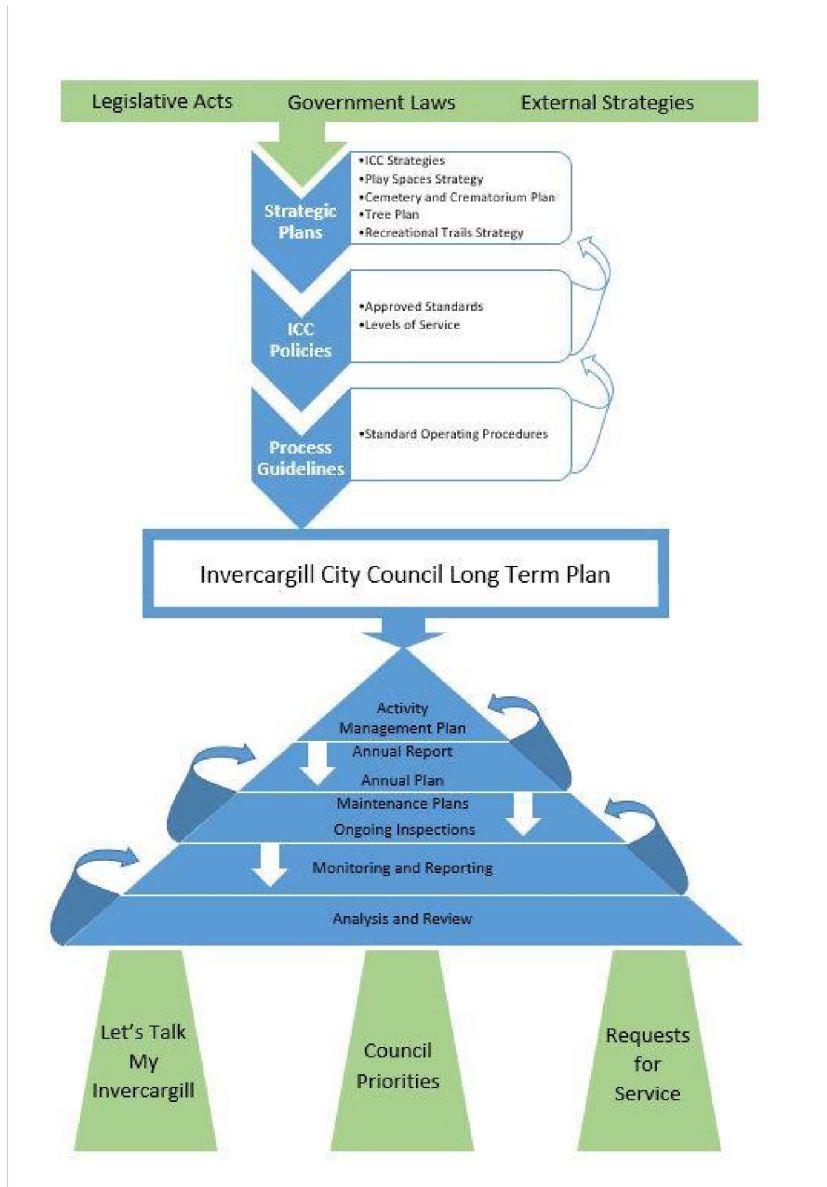 Legislative Acts Government Laws External Strategies
Strategic
Plans
•ICC Strategies
•Play Spaces Strategy
•Cemetery and Crematorium Plan
•Tree Plan
•Recreational Trails Strategy
ICC
Policies
•Approved Standards
•Levels of Service
Process
Guidelines
•Standard Operating Procedures
Invercargill City Council Long Term Plan
Activity
Management Plan
Annual Report
Annual Plan
Maintenance Plans
Ongoing Inspections
Monitoring and Reporting
Analysis and Review
Let's Talk
My
Invercargill
Council
Priorities
Requests
for
Service